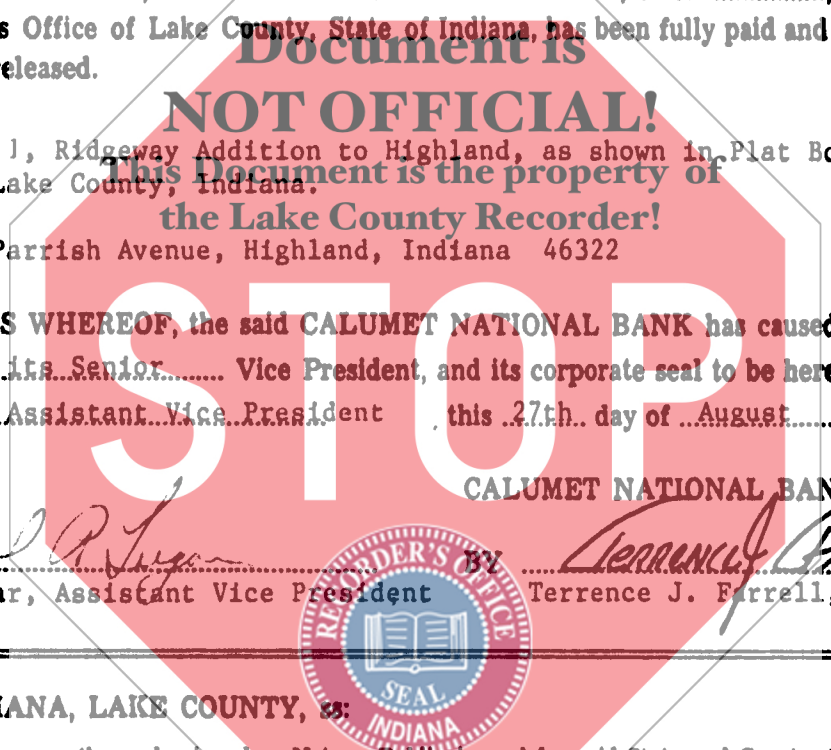 s Office of Lake County, State of Indiana, has been fully paid and
eleased.
Document is
NOT OFFICIAL!
l, Ridgeway Addition to Highland, as shown in Plat Bo
ake County, Indiana.
This Document is the property of
the Lake County Recorder!
Parrish Avenue, Highland, Indiana 46322
STOP
S WHEREOF, the said CALUMET NATIONAL BANK has caused
its Senior Vice President, and its corporate seal to be here
Assistant Vice President this 27th day of August
CALUMET NATIONAL BAN
BY
ar, Assistant Vice President Terrence J. Farrell,
RECORDER'S OFFICE
SEAL
INDIANA
IANA, LAKE COUNTY, ss: